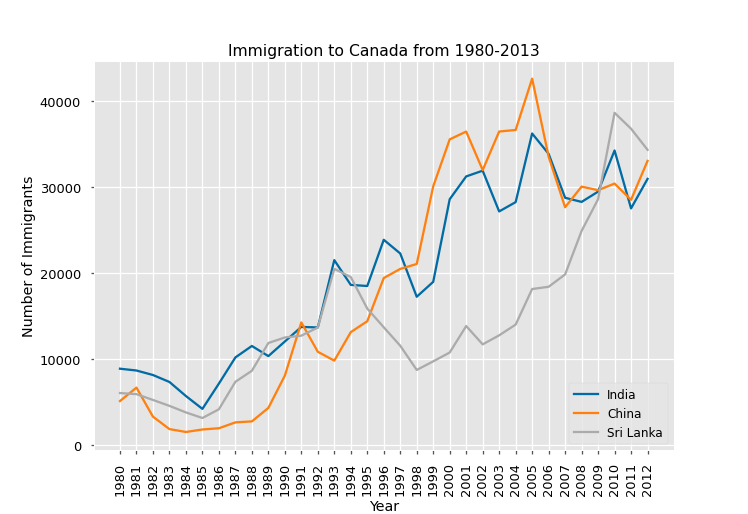 Immigration to Canada from 1980-2013
Number of Immigrants
40000
30000
20000
10000
0
India
China
Sri Lanka
1980 1981 1982 1983 1984 1985 1986 1987 1988 1989 1990 1991 1992 1993 1994 1995 1996 1997 1998 1999 2000 2001 2002 2003 2004 2005 2006 2007 2008 2009 2010 2011 2012
Year